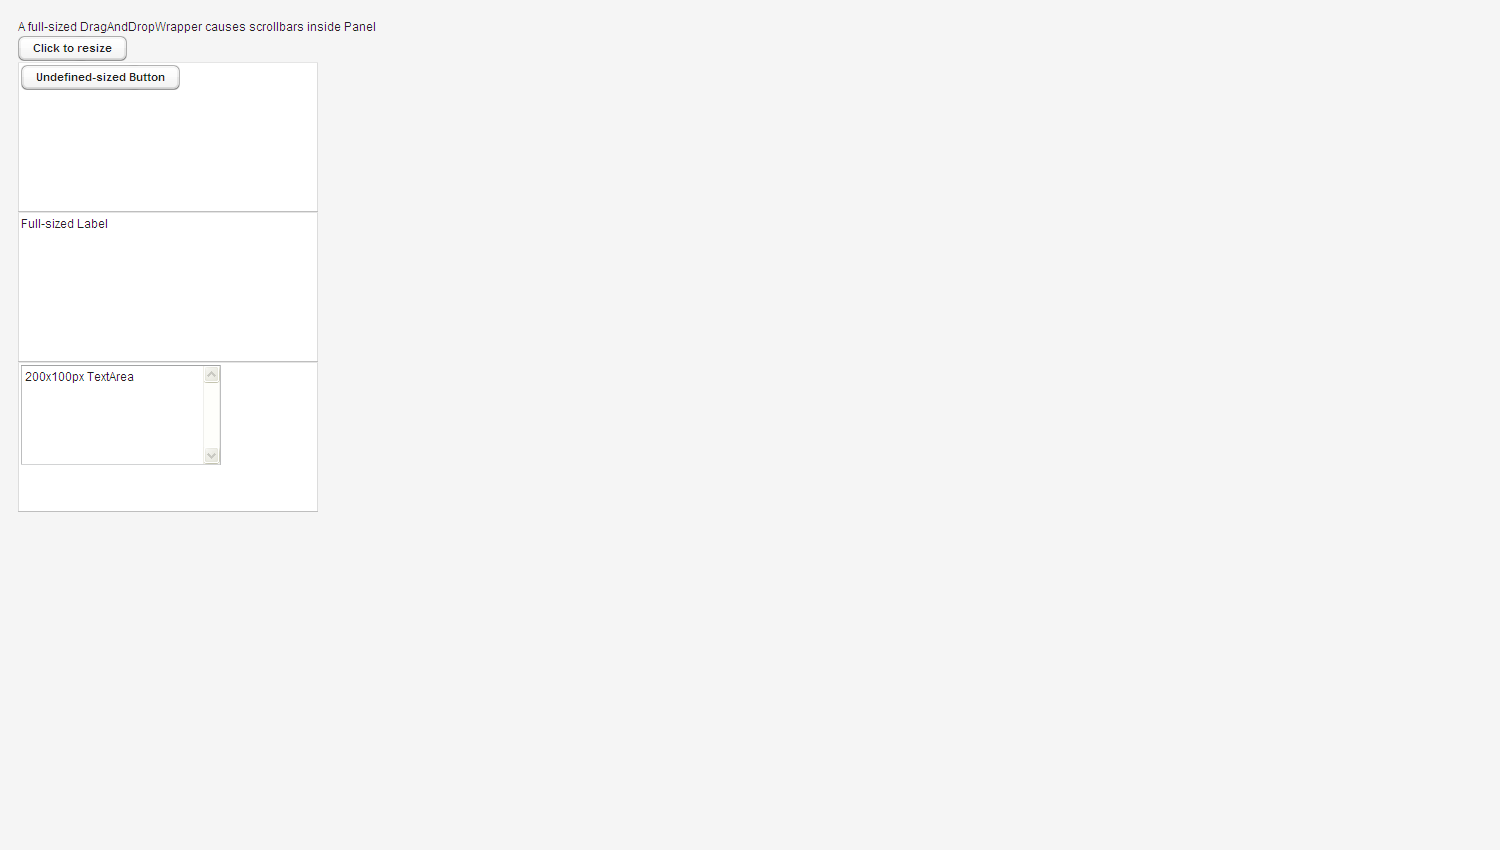 A full-sized DragAndDropWrapper causes scrollbars inside Panel
Click to resize
Undefined-sized Button
Full-sized Label
200x100px TextArea